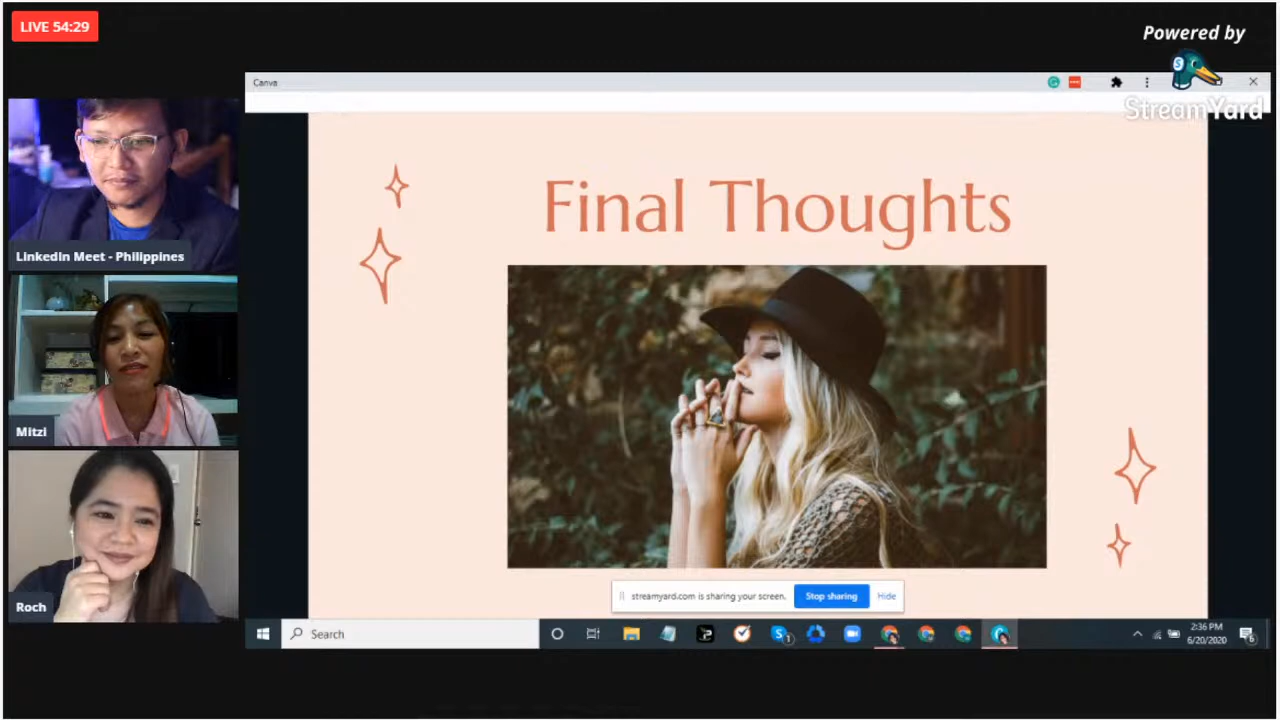 LIVE 54:29
Powered by
StreamYard
Canva
Final Thoughts
LinkedIn Meet - Philippines
Mitzi
Roch
streamyard.com is sharing your screen.
Stop sharing
Hide
Search
2:36 PM
6/20/2020